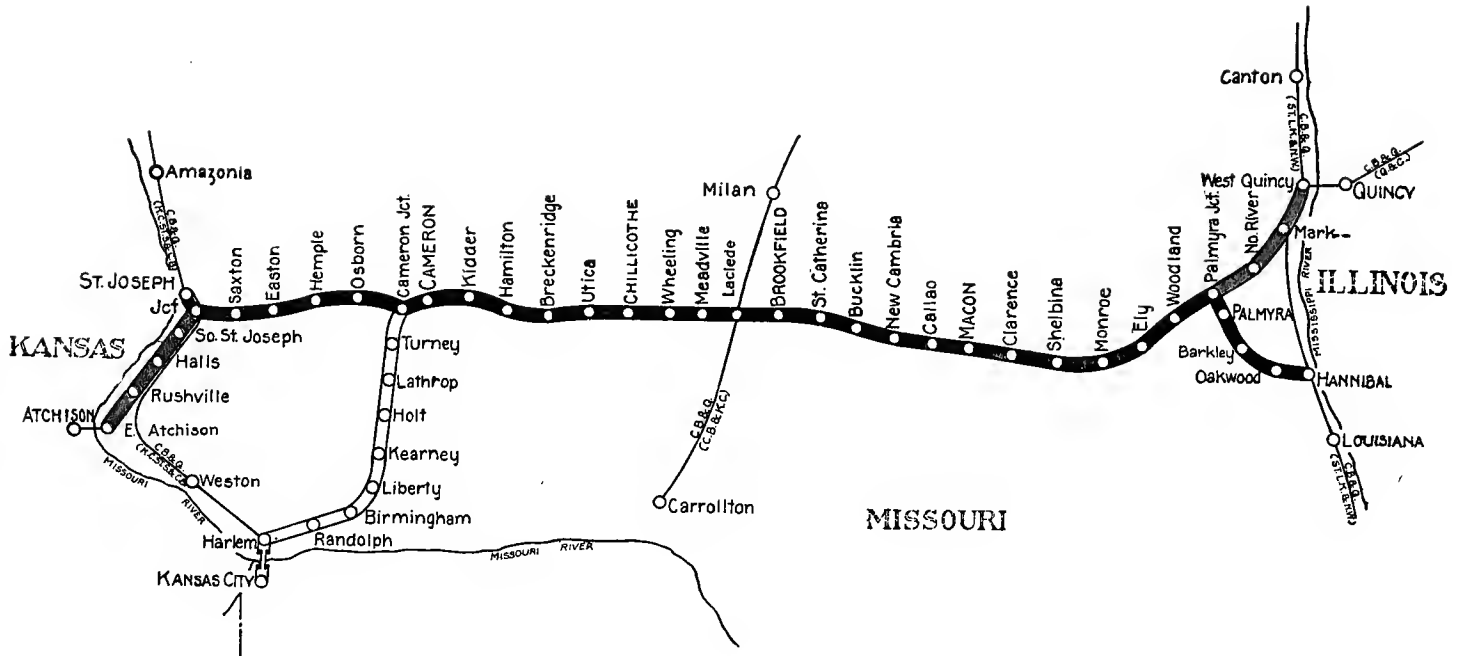 Canton
C.B.&Q.
(ST.L.K.&N.W.)
Amazonia
C.B.&Q.
(K.C.ST.J.&C.B)
Milan
West Quincy
C.B.&Q.
(Q.&C.)
QUINCY
ST. JOSEPH
Jct
Saxton
Easton
Hemple
Osborn
Cameron Jct.
CAMERON
Kidder
Hamilton
Breckenridge
Utica
CHILLICOTHE
Wheeling
Meadville
Laclede
BROOKFIELD
St. Catherina
Bucklin
New Cambria
Callao
MACON
Clarence
Shelbina
Monroe
Ely
Woodland
Palmyra Jct.
No. River
Mark
MISSISSIPI RIVER
ILLINOIS
KANSAS
So. St. Joseph
Halls
Rushville
ATCHISON
E. Atchison
Turney
Lathrop
Holt
Kearney
Liberty
Birmingham
Randolph
Harlem
KANSAS CITY
C.B.&Q.
(K.C.ST.J.&C.B)
Weston
MISSOURI RIVER
MISSOURI RIVER
C.B.&Q.
(C.B.&K.C)
Carrollton
MISSOURI
PALMYRA
Barkley
Oakwood
HANNIBAL
LOUISIANA
C.B.&Q.
(ST.L.K.&N.W)